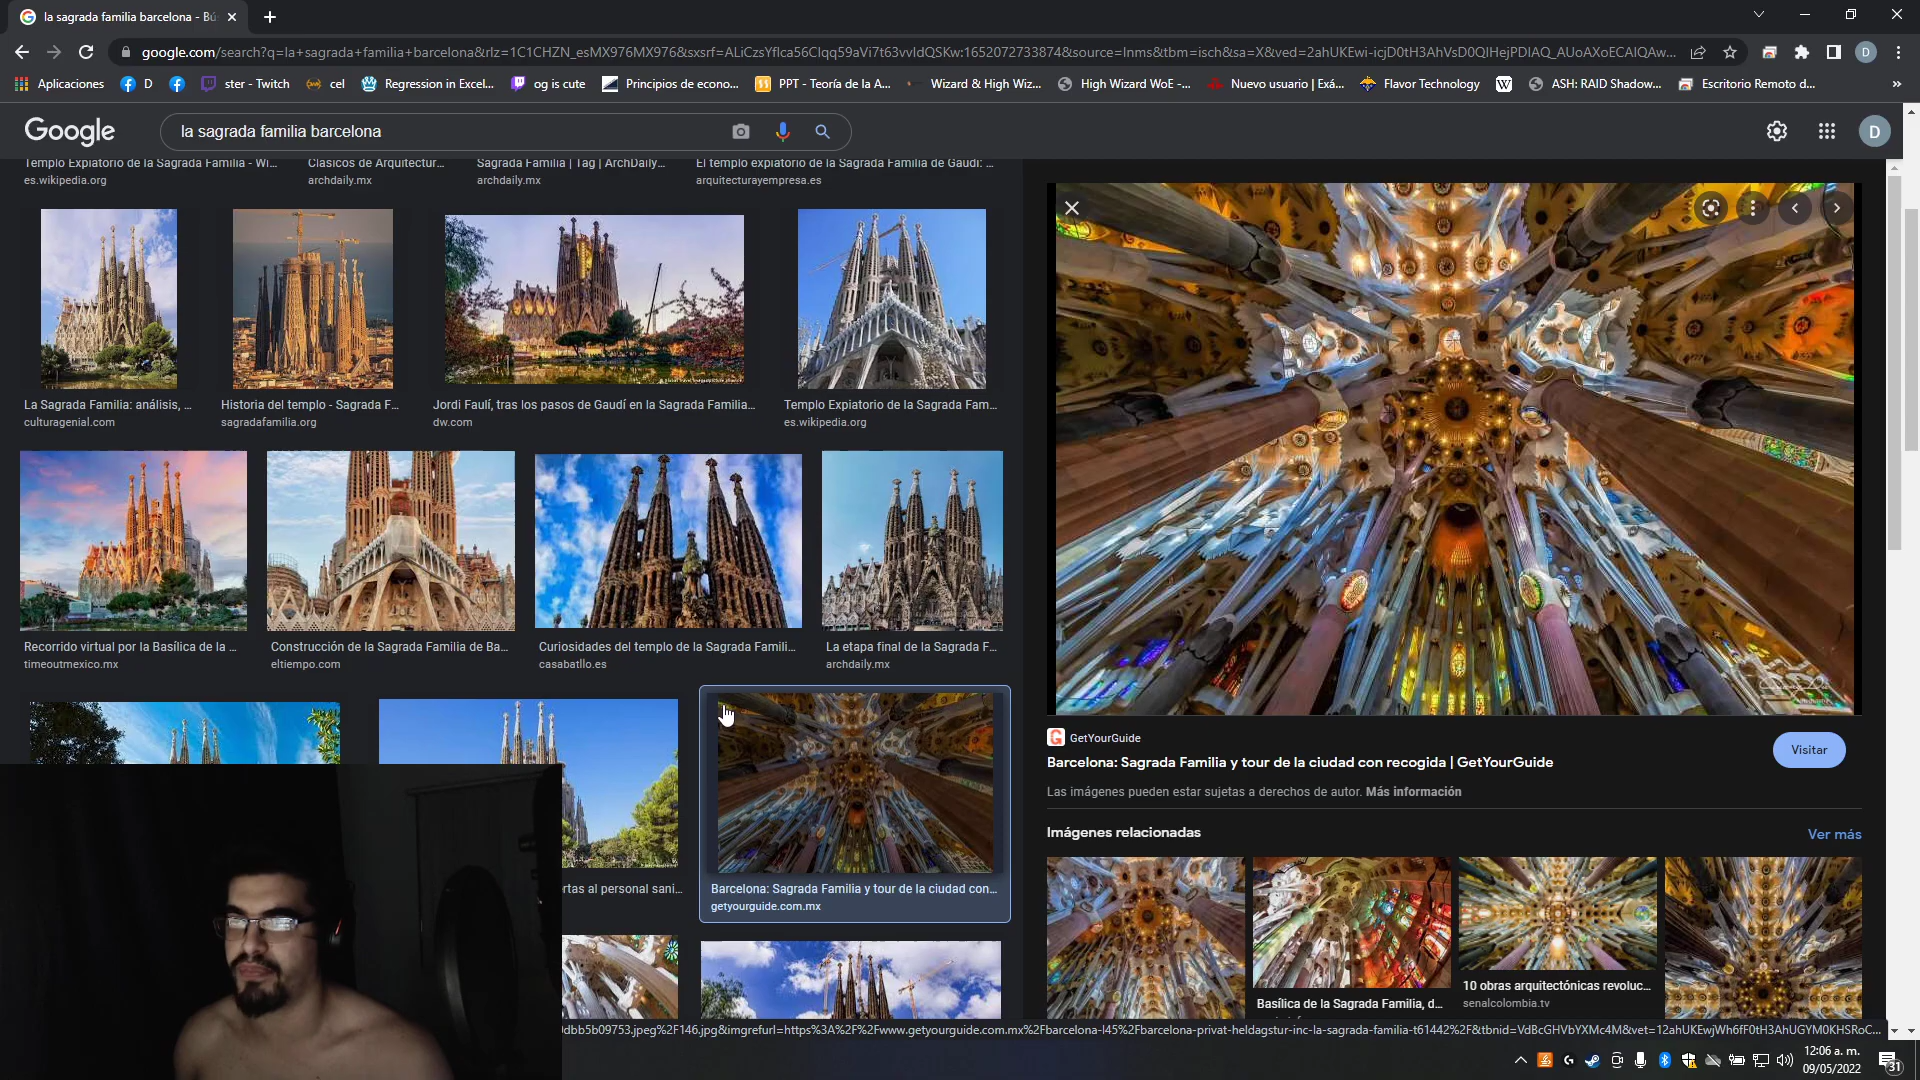 la sagrada familia barcelona - Bú
google.com/search?q=la+sagrada+familia+barcelona&rlz=1C1CHZN_esMX976MX976&sxsrf=ALiCzsYflca56Clqq59aVi7t63vvIdQSKw:1652072733874&source=lnms&tbm=isch&sa=X&ved=2ahUKEwi-icjD0tH3AhVsD0QIHejPDIAQ_AUoAXoECAIQAw...
D
Aplicaciones
D
ster - Twitch
cel
Regression in Excel...
og is cute
Principios de econo...
PPT - Teoría de la A...
Wizard & High Wiz...
High Wizard WoE -...
Nuevo usuario | Exá...
Flavor Technology
W
ASH: RAID Shadow...
Escritorio Remoto d...
»
Google
la sagrada familia barcelona
D
Templo Expiatorio de la Sagrada Familia - Wi...
es.wikipedia.org
Clásicos de Arquitectur...
archdaily.mx
Sagrada Familia | Tag | ArchDaily...
archdaily.mx
El templo expiatorio de la Sagrada Familia de Gaudí: ...
arquitecturayempresa.es
La Sagrada Familia: análisis, ...
culturagenial.com
Historia del templo - Sagrada F...
sagradafamilia.org
Jordi Faulí, tras los pasos de Gaudí en la Sagrada Familia...
dw.com
Templo Expiatorio de la Sagrada Fam...
es.wikipedia.org
Recorrido virtual por la Basílica de la ...
timeoutmexico.mx
Construcción de la Sagrada Familia de Ba...
eltiempo.com
Curiosidades del templo de la Sagrada Famili...
casabatllo.es
La etapa final de la Sagrada F...
archdaily.mx
ertas al personal sani...
Barcelona: Sagrada Familia y tour de la ciudad con...
getyourguide.com.mx
G GetYourGuide
Barcelona: Sagrada Familia y tour de la ciudad con recogida | GetYourGuide
Visitar
Las imágenes pueden estar sujetas a derechos de autor. Más información
Imágenes relacionadas
Ver más
Basílica de la Sagrada Familia, d...
10 obras arquitectónicas revoluc...
senalcolombia.tv
0dbb5b09753.jpeg%2F146.jpg&imgrefurl=https%3A%2F%2Fwww.getyourguide.com.mx%2Fbarcelona-l45%2Fbarcelona-privat-heldagstur-inc-la-sagrada-familia-t61442%2F&tbnid=VdBcGHVbYXMc4M&vet=12ahUKEwjWh6fF0tH3AhUGYM0KHSRoC...
12:06 a. m.
09/05/2022
31